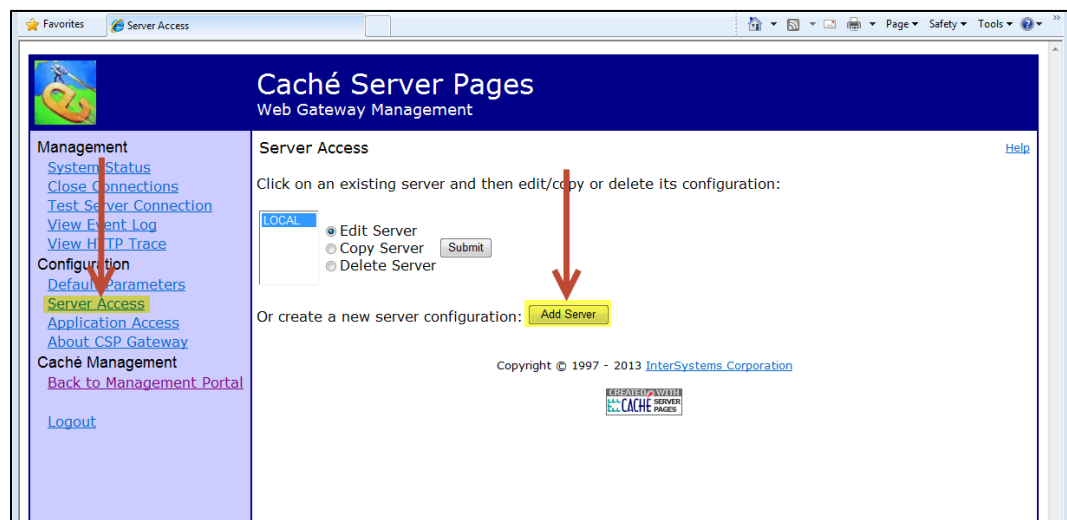 Favorites
Server Access
Page
Safety
Tools
Caché Server Pages
Web Gateway Management
Management
System Status
Close Connections
Test Server Connection
View Event Log
View HTTP Trace
Configuration
Default Parameters
Server Access
Application Access
About CSP Gateway
Caché Management
Back to Management Portal
Logout
Server Access
Help
Click on an existing server and then edit/copy or delete its configuration:
LOCAL
Edit Server
Copy Server
Submit
Delete Server
Or create a new server configuration:
Add Server
Copyright © 1997 - 2013 InterSystems Corporation
CREATED WITH
CACHÉ SERVER PAGES